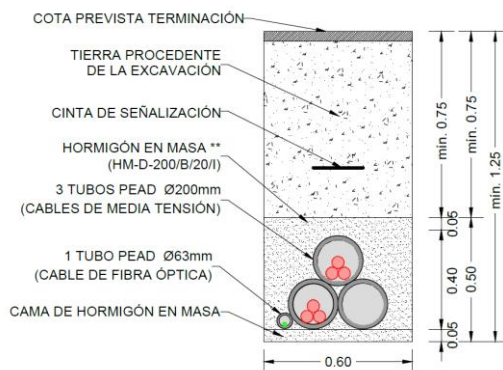 COTA PREVISTA TERMINACIÓN
TIERRA PROCEDENTE
DE LA EXCAVACIÓN
CINTA DE SEÑALIZACIÓN
HORMIGÓN EN MASA **
(HM-D-200/B/20/I)
3 TUBOS PEAD Ø200mm
(CABLES DE MEDIA TENSIÓN)
1 TUBO PEAD Ø63mm
(CABLE DE FIBRA ÓPTICA)
CAMA DE HORMIGÓN EN MASA
min. 0.75
0.05
0.40
0.05
min. 0.75
0.50
min. 1.25
0.60